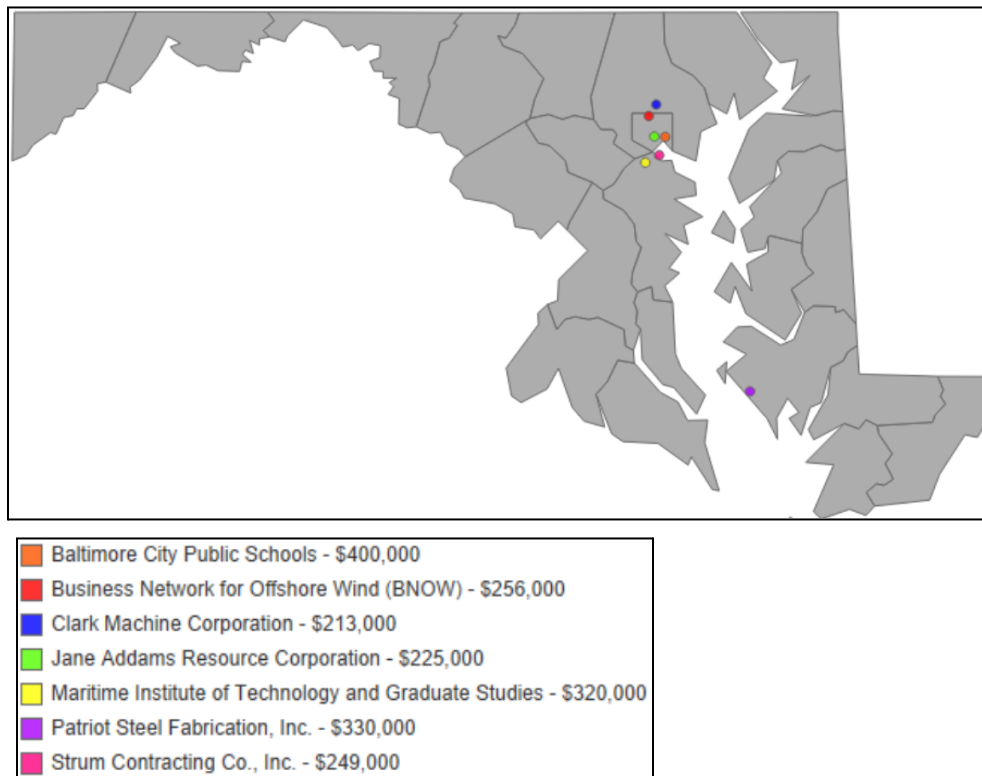 Baltimore City Public Schools - $400,000
Business Network for Offshore Wind (BNOW) - $256,000
Clark Machine Corporation - $213,000
Jane Addams Resource Corporation - $225,000
Maritime Institute of Technology and Graduate Studies - $320,000
Patriot Steel Fabrication, Inc. - $330,000
Strum Contracting Co., Inc. - $249,000